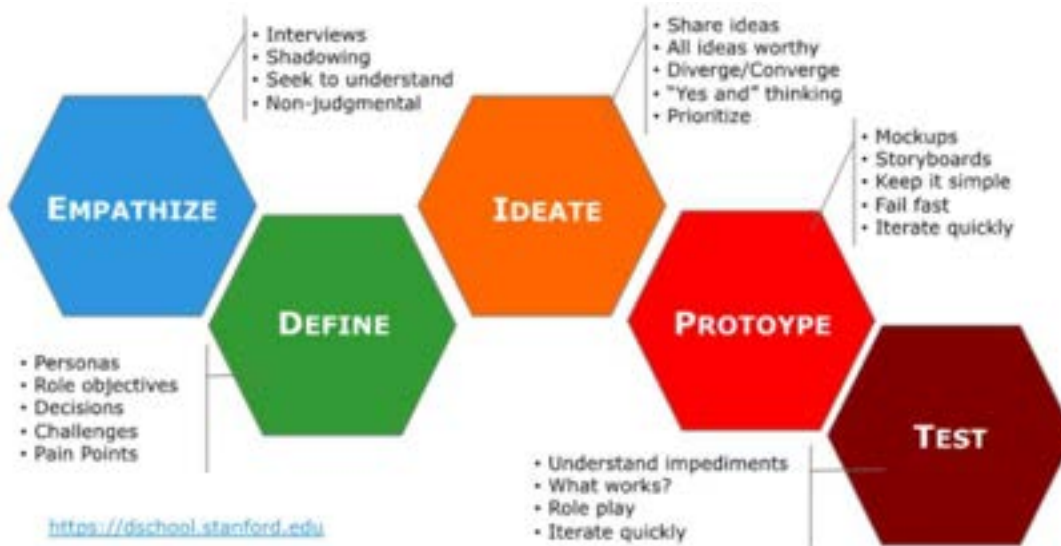 EMPATHIZE
• Interviews
• Shadowing
• Seek to understand
• Non-judgmental
DEFINE
• Personas
• Role objectives
• Decisions
• Challenges
• Pain Points
IDEATE
• Share ideas
• All ideas worthy
• Diverge/Converge
• "Yes and" thinking
• Prioritize
PROTOYPE
• Mockups
• Storyboards
• Keep it simple
• Fail fast
• Iterate quickly
TEST
• Understand impediments
• What works?
• Role play
• Iterate quickly
https://dschool.stanford.edu